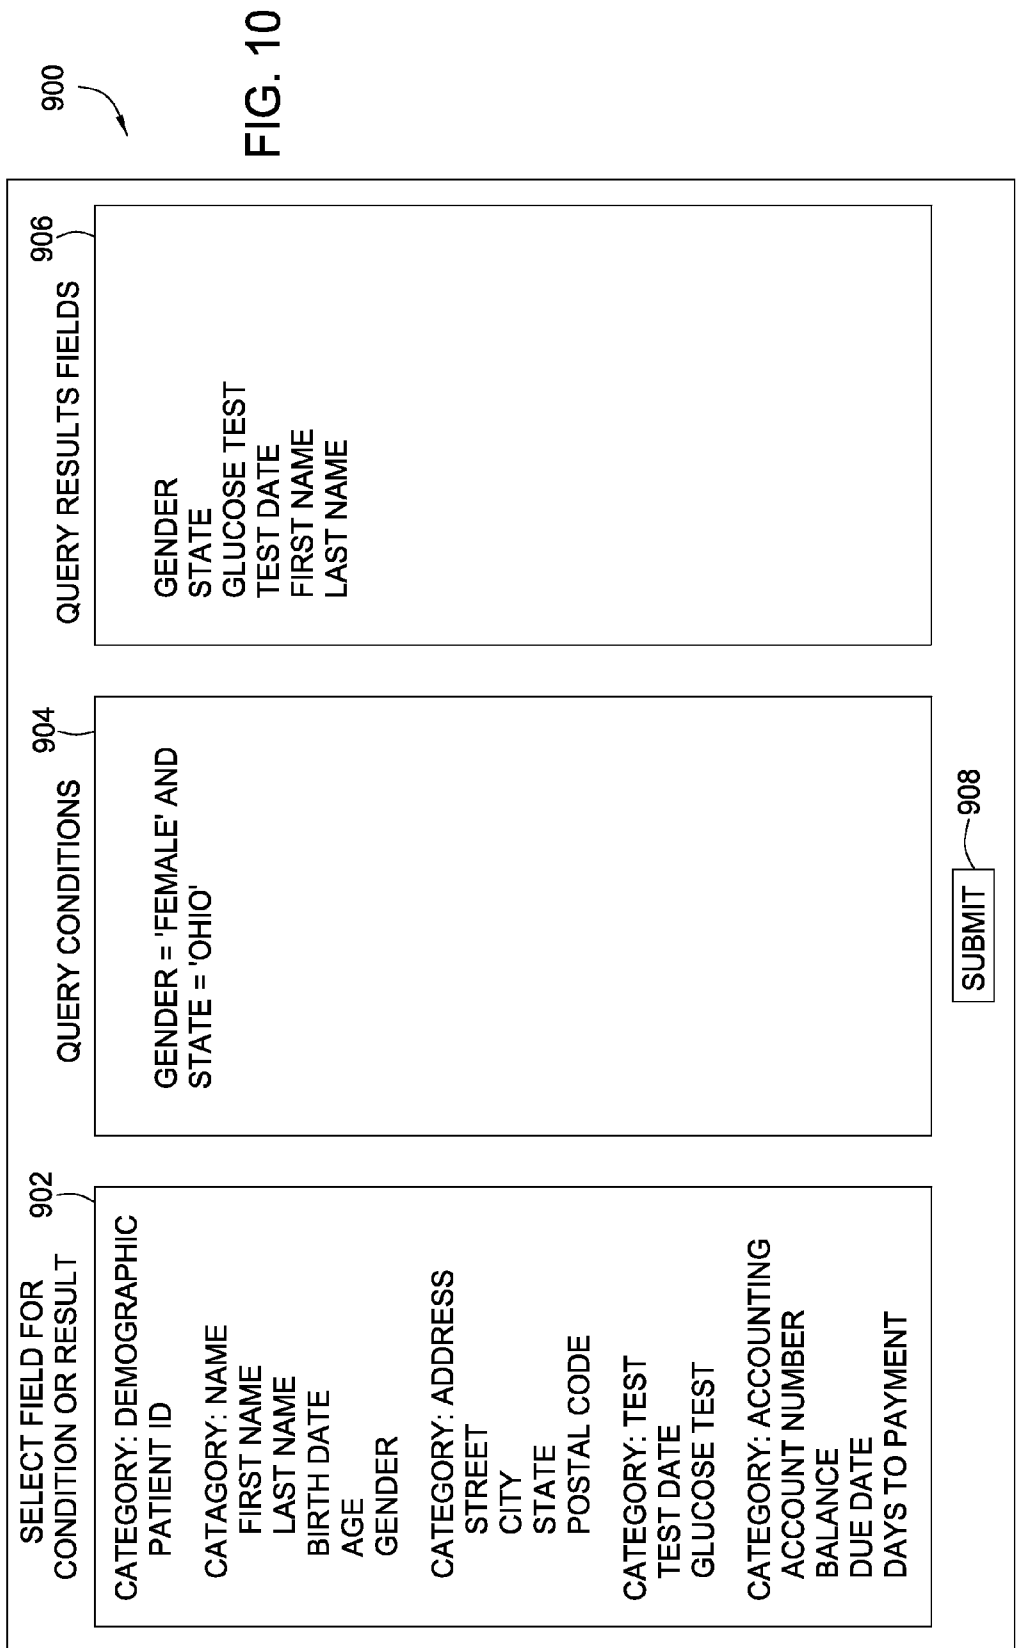 900
FIG. 10
SELECT FIELD FOR
CONDITION OR RESULT
902
CATEGORY: DEMOGRAPHIC
PATIENT ID
CATAGORY: NAME
FIRST NAME
LAST NAME
BIRTH DATE
AGE
GENDER
CATEGORY: ADDRESS
STREET
CITY
STATE
POSTAL CODE
CATEGORY: TEST
TEST DATE
GLUCOSE TEST
CATEGORY: ACCOUNTING
ACCOUNT NUMBER
BALANCE
DUE DATE
DAYS TO PAYMENT
QUERY CONDITIONS
904
GENDER = 'FEMALE' AND
STATE = 'OHIO'
QUERY RESULTS FIELDS
906
GENDER
STATE
GLUCOSE TEST
TEST DATE
FIRST NAME
LAST NAME
SUBMIT
908